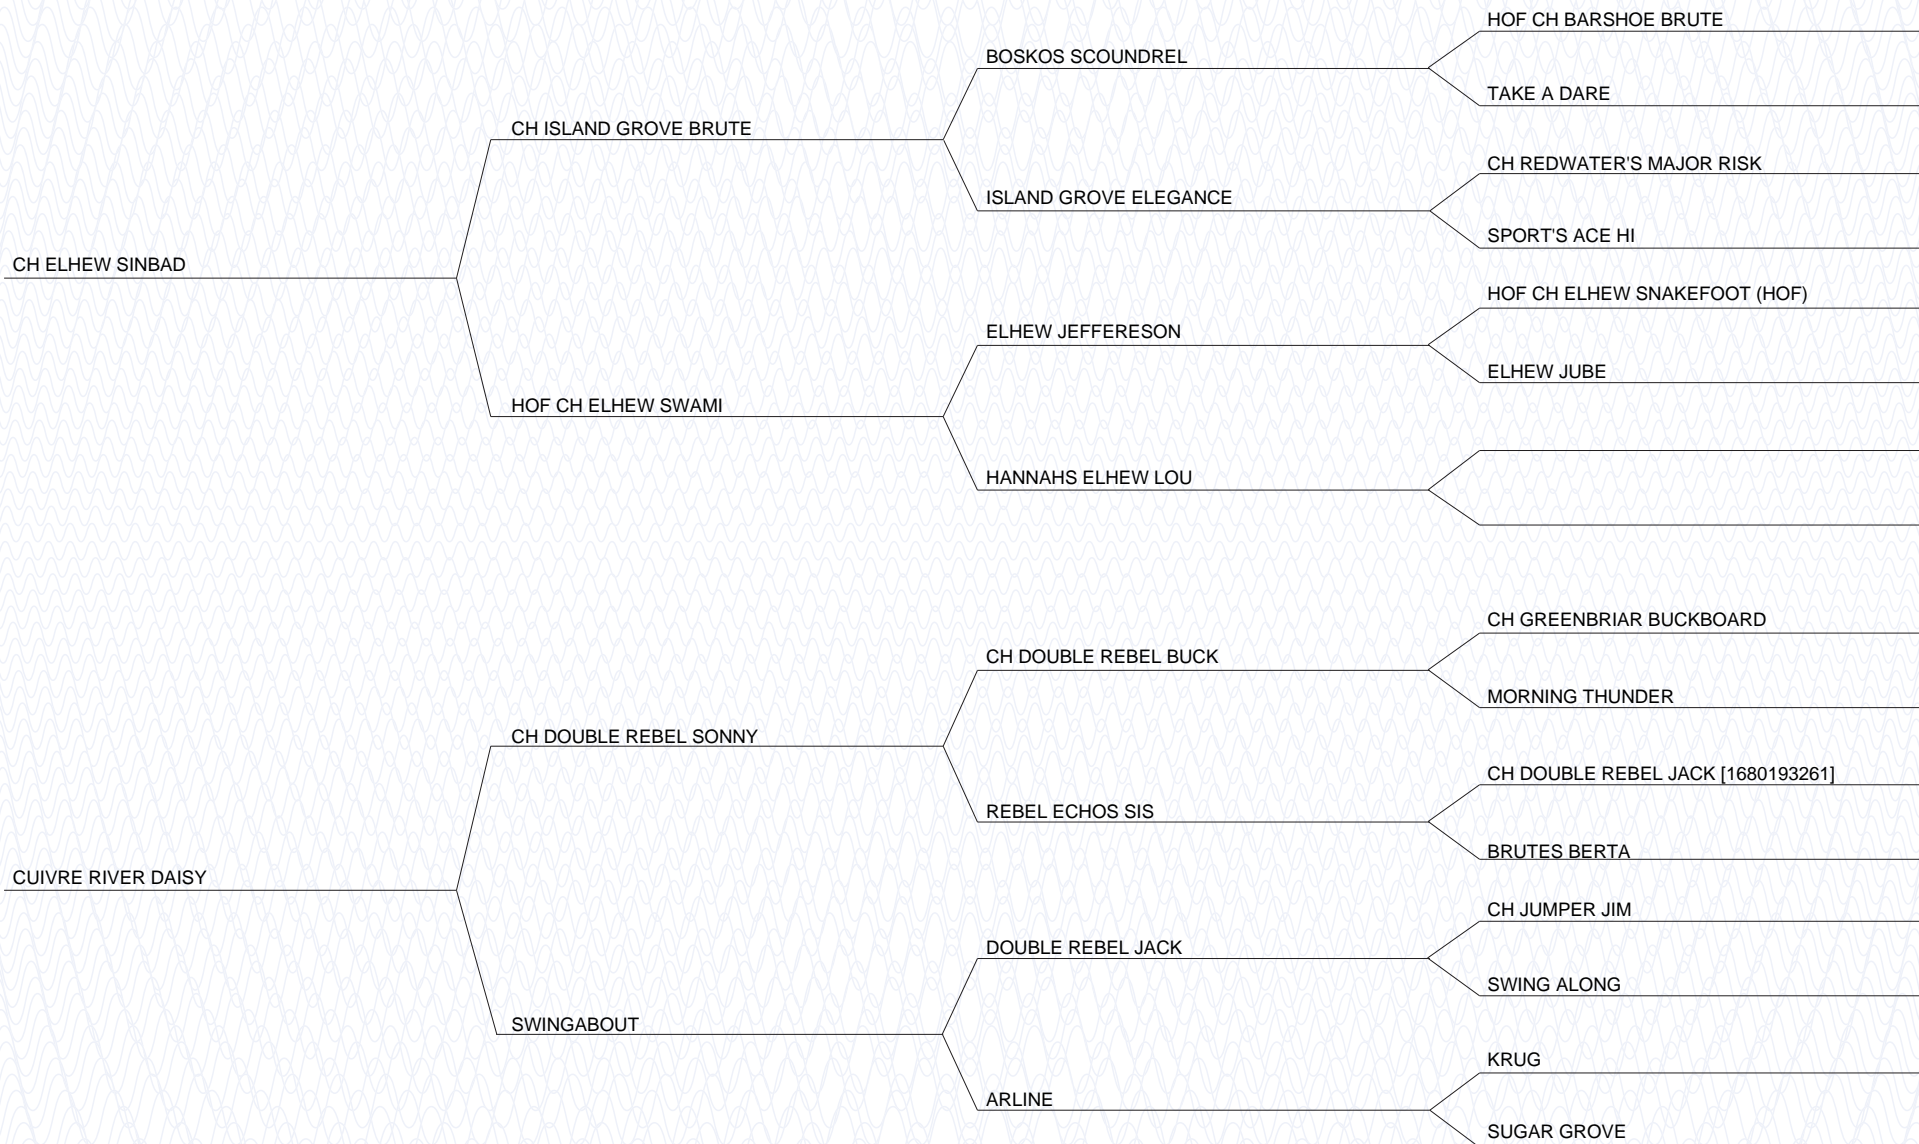 HOF CH BARSHOE BRUTE
BOSKOS SCOUNDREL
TAKE A DARE
CH ISLAND GROVE BRUTE
CH REDWATER'S MAJOR RISK
ISLAND GROVE ELEGANCE
SPORT'S ACE HI
CH ELHEW SINBAD
HOF CH ELHEW SNAKEFOOT (HOF)
ELHEW JEFFERESON
ELHEW JUBE
HOF CH ELHEW SWAMI
HANNAHS ELHEW LOU
CH GREENBRIAR BUCKBOARD
CH DOUBLE REBEL BUCK
MORNING THUNDER
CH DOUBLE REBEL SONNY
CH DOUBLE REBEL JACK [1680193261]
REBEL ECHOS SIS
BRUTES BERTA
CUIVRE RIVER DAISY
CH JUMPER JIM
DOUBLE REBEL JACK
SWING ALONG
SWINGABOUT
KRUG
ARLINE
SUGAR GROVE